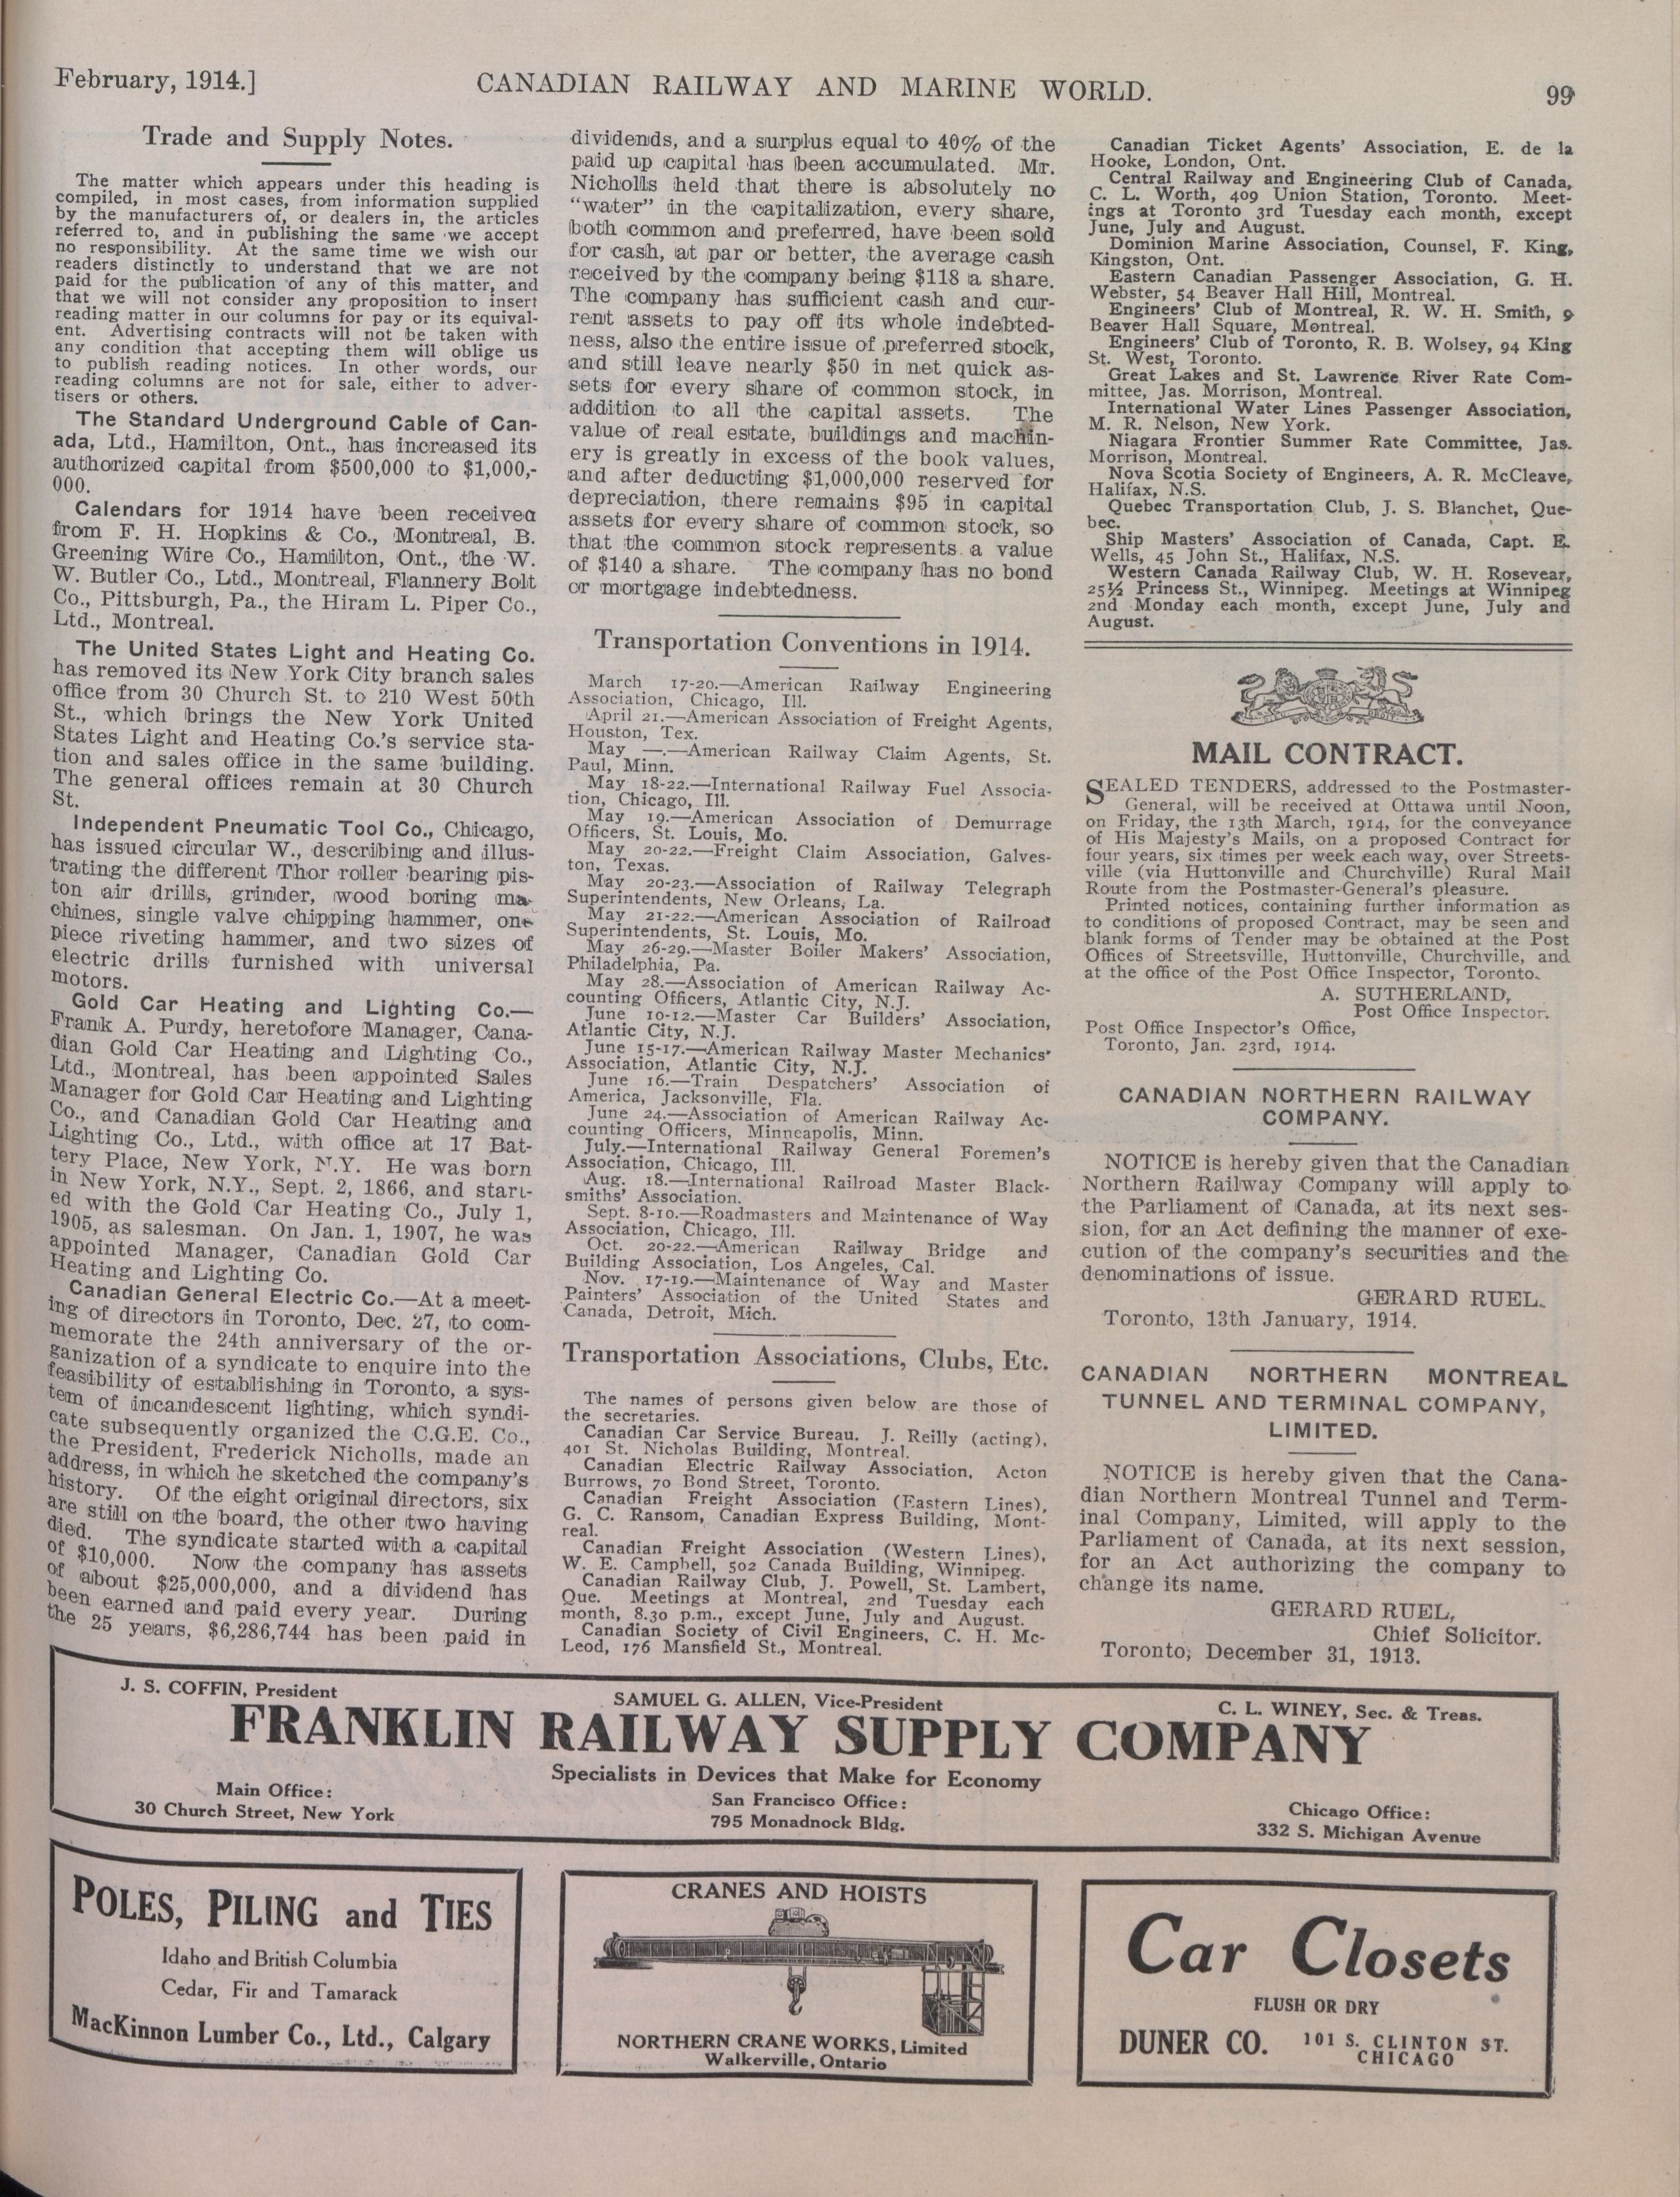 February, 1914.]
CANADIAN RAILWAY AND MARINE WORLD.
99
Trade and Supply Notes.
The matter which appears under this heading is
compiled, in most cases, from information supplied
by the manufacturers of, or dealers in, the articles
referred to, and in publishing the same we accept
no responsibility. At the same time we wish our
readers distinctly to understand that we are not
paid for the publication of any of this matter, and
that we will not consider any proposition to insert
reading matter in our columns for pay or its equival-
ent. Advertising contracts will not be taken with
any condition that accepting them will oblige us
to publish reading notices. In other words, our
reading columns are not for sale, either to adver-
tisers or others.
The Standard Underground Cable of Can-
ada, Ltd., Hamilton, Ont., has increased its
authorized capital from $500,000 to $1,000,-
000.
Calendars for 1914 have been received
from F. H. Hopkins & Co., Montreal, B.
Greening Wire Co., Hamilton, Ont., the W.
W. Butler Co., Ltd., Montreal, Flannery Bolt
Co., Pittsburgh, Pa., the Hiram L. Piper Co.,
Ltd., Montreal.
The United States Light and Heating Co.
has removed its New York City branch sales
office from 30 Church St. to 210 West 50th
St., which brings the New York United
States Light and Heating Co.'s service sta-
tion and sales office in the same building.
The general offices remain at 30 Church
St.
Independent Pneumatic Tool Co., Chicago,
has issued circular W., describing and illus-
trating the different Thor roller bearing pis-
ton air drills, grinder, wood boring ma-
chines, single valve chipping hammer, one
piece riveting hammer, and two sizes of
electric drills furnished with universal
motors.
Gold Car Heating and Lighting Co.—
Frank A. Purdy, heretofore Manager, Cana-
dian Gold Car Heating and Lighting Co.,
Ltd., Montreal, has been appointed Sales
Manager for Gold Car Heating and Lighting
Co., and Canadian Gold Car Heating and
Lighting Co., Ltd., with office at 17 Bat-
tery Place, New York, N.Y. He was born
in New York, N.Y., Sept. 2, 1866, and start-
ed with the Gold Car Heating Co., July 1,
1905, as salesman. On Jan. 1, 1907, he was
appointed Manager, Canadian Gold Car
Heating and Lighting Co.
Canadian General Electric Co.—At a meet-
ing of directors in Toronto, Dec. 27, to com-
memorate the 24th anniversary of the or-
ganization of a syndicate to enquire into the
feasibility of establishing in Toronto, a sys-
tem of incandescent lighting, which syndi-
cate subsequently organized the C.G.E. Co.,
the President, Frederick Nicholls, made an
address, in which he sketched the company's
history. Of the eight original directors, six
are still on the board, the other two having
died. The syndicate started with a capital
of $10,000. Now the company has assets
of about $25,000,000, and a dividend has
been earned and paid every year. During
the 25 years, $6,286,744 has been paid in
dividends, and a surplus equal to 40% of the
paid up capital has been accumulated. Mr.
Nicholls held that there is absolutely no
"water" in the capitalization, every share,
both common and preferred, have been sold
for cash, at par or better, the average cash
received by the company being $118 a share.
The company has sufficient cash and cur-
rent assets to pay off its whole indebted-
ness, also the entire issue of preferred stock,
and still leave nearly $50 in net quick as-
sets for every share of common stock, in
addition to all the capital assets. The
value of real estate, buildings and machin-
ery is greatly in excess of the book values,
and after deducting $1,000,000 reserved for
depreciation, there remains $95 in capital
assets for every share of common stock, so
that the common stock represents a value
of $140 a share. The company has no bond
or mortgage indebtedness.
Transportation Conventions in 1914.
March 17-20.—American Railway Engineering
Association, Chicago, Ill.
April 21.—American Association of Freight Agents,
Houston, Tex.
May —.—American Railway Claim Agents, St.
Paul, Minn.
May 18-22.—International Railway Fuel Associa-
tion, Chicago, Ill.
May 19.—American Association of Demurrage
Officers, St. Louis, Mo.
May 20-22.—Freight Claim Association, Galves-
ton, Texas.
May 20-23.—Association of Railway Telegraph
Superintendents, New Orleans, La.
May 21-22.—American Association of Railroad
Superintendents, St. Louis, Mo.
May 26-29.—Master Boiler Makers' Association,
Philadelphia, Pa.
May 28.—Association of American Railway Ac-
counting Officers, Atlantic City, N.J.
June 10-12.—Master Car Builders' Association,
Atlantic City, N.J.
June 15-17.—American Railway Master Mechanics'
Association, Atlantic City, N.J.
June 16.—Train Despatchers' Association of
America, Jacksonville, Fla.
June 24.—Association of American Railway Ac-
counting Officers, Minneapolis, Minn.
July.—International Railway General Foremen's
Association, Chicago, Ill.
Aug. 18.—International Railroad Master Black-
smiths' Association.
Sept. 8-10.—Roadmasters and Maintenance of Way
Association, Chicago, Ill.
Oct. 20-22.—American Railway Bridge and
Building Association, Los Angeles, Cal.
Nov. 17-19.—Maintenance of Way and Master
Painters' Association of the United States and
Canada, Detroit, Mich.
Transportation Associations, Clubs, Etc.
The names of persons given below are those of
the secretaries.
Canadian Car Service Bureau. J. Reilly (acting),
401 St. Nicholas Building, Montreal.
Canadian Electric Railway Association, Acton
Burrows, 70 Bond Street, Toronto.
Canadian Freight Association (Eastern Lines),
G. C. Ransom, Canadian Express Building, Mont-
real.
Canadian Freight Association (Western Lines),
W. E. Campbell, 502 Canada Building, Winnipeg.
Canadian Railway Club, J. Powell, St. Lambert,
Que. Meetings at Montreal, 2nd Tuesday each
month, 8.30 p.m., except June, July and August.
Canadian Society of Civil Engineers, C. H. Mc-
Leod, 176 Mansfield St., Montreal.
Canadian Ticket Agents' Association, E. de la
Hooke, London, Ont.
Central Railway and Engineering Club of Canada,
C. L. Worth, 409 Union Station, Toronto. Meet-
ings at Toronto 3rd Tuesday each month, except
June, July and August.
Dominion Marine Association, Counsel, F. King,
Kingston, Ont.
Eastern Canadian Passenger Association, G. H.
Webster, 54 Beaver Hall Hill, Montreal.
Engineers' Club of Montreal, R. W. H. Smith, 9
Beaver Hall Square, Montreal.
Engineers' Club of Toronto, R. B. Wolsey, 94 King
St. West, Toronto.
Great Lakes and St. Lawrence River Rate Com-
mittee, Jas. Morrison, Montreal.
International Water Lines Passenger Association,
M. R. Nelson, New York.
Niagara Frontier Summer Rate Committee, Jas.
Morrison, Montreal.
Nova Scotia Society of Engineers, A. R. McCleave,
Halifax, N.S.
Quebec Transportation Club, J. S. Blanchet, Que-
bec.
Ship Masters' Association of Canada, Capt. E.
Wells, 45 John St., Halifax, N.S.
Western Canada Railway Club, W. H. Rosevear,
25½ Princess St., Winnipeg. Meetings at Winnipeg
2nd Monday each month, except June, July and
August.
MAIL CONTRACT.
SEALED TENDERS, addressed to the Postmaster-
General, will be received at Ottawa until Noon,
on Friday, the 13th March, 1914, for the conveyance
of His Majesty's Mails, on a proposed Contract for
four years, six times per week each way, over Streets-
ville (via Huttonville and Churchville) Rural Mail
Route from the Postmaster-General's pleasure.
Printed notices, containing further information as
to conditions of proposed Contract, may be seen and
blank forms of Tender may be obtained at the Post
Offices of Streetsville, Huttonville, Churchville, and
at the office of the Post Office Inspector, Toronto.
A. SUTHERLAND,
Post Office Inspector.
Post Office Inspector's Office,
Toronto, Jan. 23rd, 1914.
CANADIAN NORTHERN RAILWAY
COMPANY.
NOTICE is hereby given that the Canadian
Northern Railway Company will apply to
the Parliament of Canada, at its next ses-
sion, for an Act defining the manner of exe-
cution of the company's securities and the
denominations of issue.
GERARD RUEL.
Toronto, 13th January, 1914.
CANADIAN NORTHERN MONTREAL
TUNNEL AND TERMINAL COMPANY,
LIMITED.
NOTICE is hereby given that the Cana-
dian Northern Montreal Tunnel and Term-
inal Company, Limited, will apply to the
Parliament of Canada, at its next session,
for an Act authorizing the company to
change its name.
GERARD RUEL,
Chief Solicitor.
Toronto, December 31, 1913.
J. S. COFFIN, President
SAMUEL G. ALLEN, Vice-President
C. L. WINEY, Sec. & Treas.
FRANKLIN RAILWAY SUPPLY COMPANY
Specialists in Devices that Make for Economy
Main Office:
30 Church Street, New York
San Francisco Office:
795 Monadnock Bldg.
Chicago Office:
332 S. Michigan Avenue
POLES, PILING and TIES
Idaho and British Columbia
Cedar, Fir and Tamarack
MacKinnon Lumber Co., Ltd., Calgary
CRANES AND HOISTS
NORTHERN CRANE WORKS, Limited
Walkerville, Ontario
Car Closets
FLUSH OR DRY
DUNER CO. 101 S. CLINTON ST.
CHICAGO